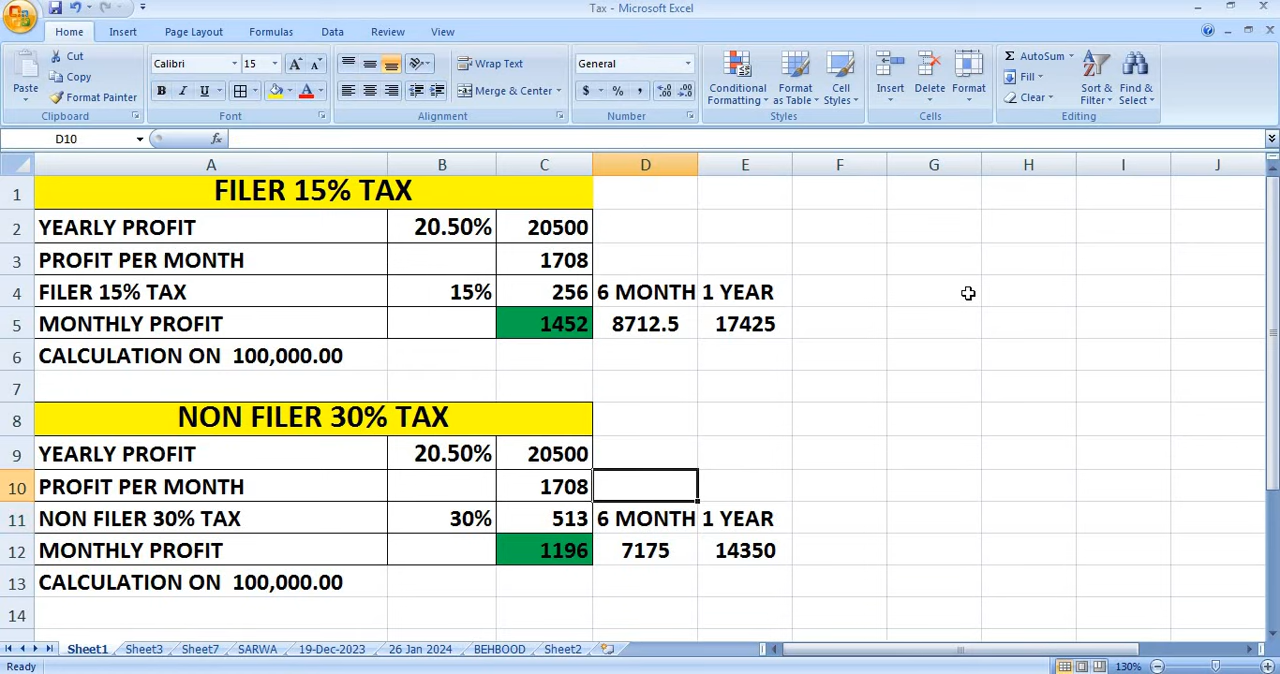 Tax - Microsoft Excel
Home Insert Page Layout Formulas Data Review View
Paste Cut Copy Format Painter Clipboard
Calibri 15 A A B I U A Font
Wrap Text Merge & Center Alignment
General $ % , .0 .00 .00 .0 Number
Conditional Formatting Format as Table Cell Styles Styles
Insert Delete Format Cells
Σ AutoSum Fill Clear Sort & Filter Find & Select Editing
D10 fx
A B C D E F G H I J
1 FILER 15% TAX
2 YEARLY PROFIT 20.50% 20500
3 PROFIT PER MONTH 1708
4 FILER 15% TAX 15% 256 6 MONTH 1 YEAR
5 MONTHLY PROFIT 1452 8712.5 17425
6 CALCULATION ON 100,000.00
7
8 NON FILER 30% TAX
9 YEARLY PROFIT 20.50% 20500
10 PROFIT PER MONTH 1708
11 NON FILER 30% TAX 30% 513 6 MONTH 1 YEAR
12 MONTHLY PROFIT 1196 7175 14350
13 CALCULATION ON 100,000.00
14
Sheet1 Sheet3 Sheet7 SARWA 19-Dec-2023 26 Jan 2024 BEHBOOD Sheet2
Ready 130%